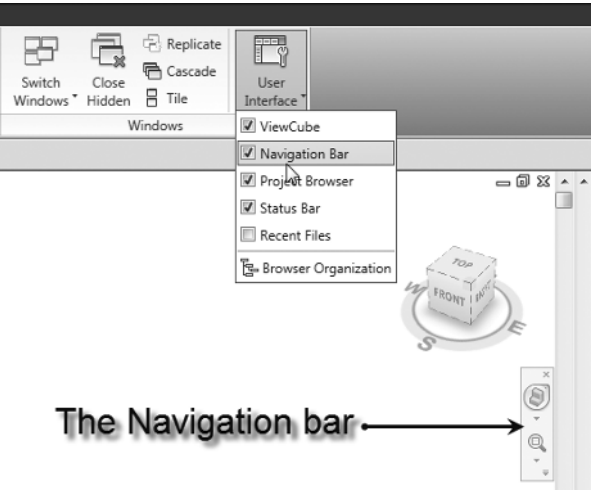 Replicate
Cascade
Tile
Switch
Windows
Close
Hidden
User
Interface
Windows
ViewCube
Navigation Bar
Project Browser
Status Bar
Recent Files
Browser Organization
TOP
FRONT
W
S
E
The Navigation bar